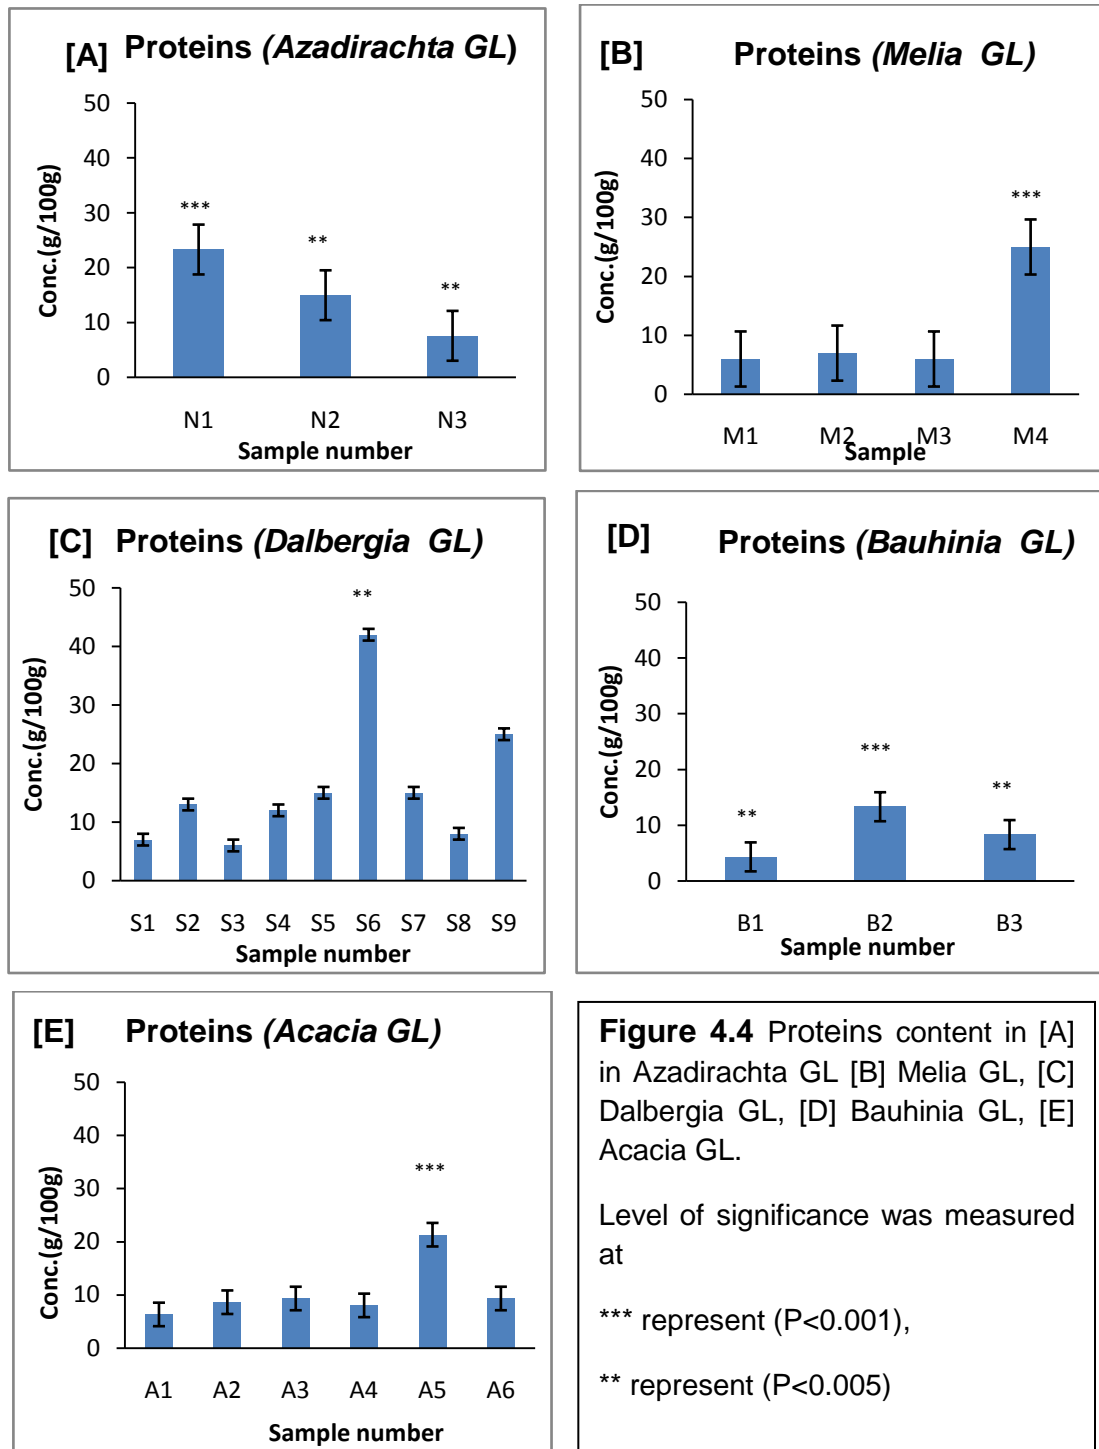 [A] Proteins (Azadirachta GL)
50
40
30
20
10
0
Conc.(g/100g)
***
**
**
N1 N2 N3
Sample number
[B] Proteins (Melia GL)
50
40
30
20
10
0
Conc.(g/100g)
***
M1 M2 M3 M4
Sample
[C] Proteins (Dalbergia GL)
50
40
30
20
10
0
Conc.(g/100g)
**
S1 S2 S3 S4 S5 S6 S7 S8 S9
Sample number
[D] Proteins (Bauhinia GL)
50
40
30
20
10
0
Conc.(g/100g)
**
***
**
B1 B2 B3
Sample number
[E] Proteins (Acacia GL)
50
40
30
20
10
0
Conc.(g/100g)
***
A1 A2 A3 A4 A5 A6
Sample number
Figure 4.4 Proteins content in [A]
in Azadirachta GL [B] Melia GL, [C]
Dalbergia GL, [D] Bauhinia GL, [E]
Acacia GL.
Level of significance was measured
at
*** represent (P<0.001),
** represent (P<0.005)